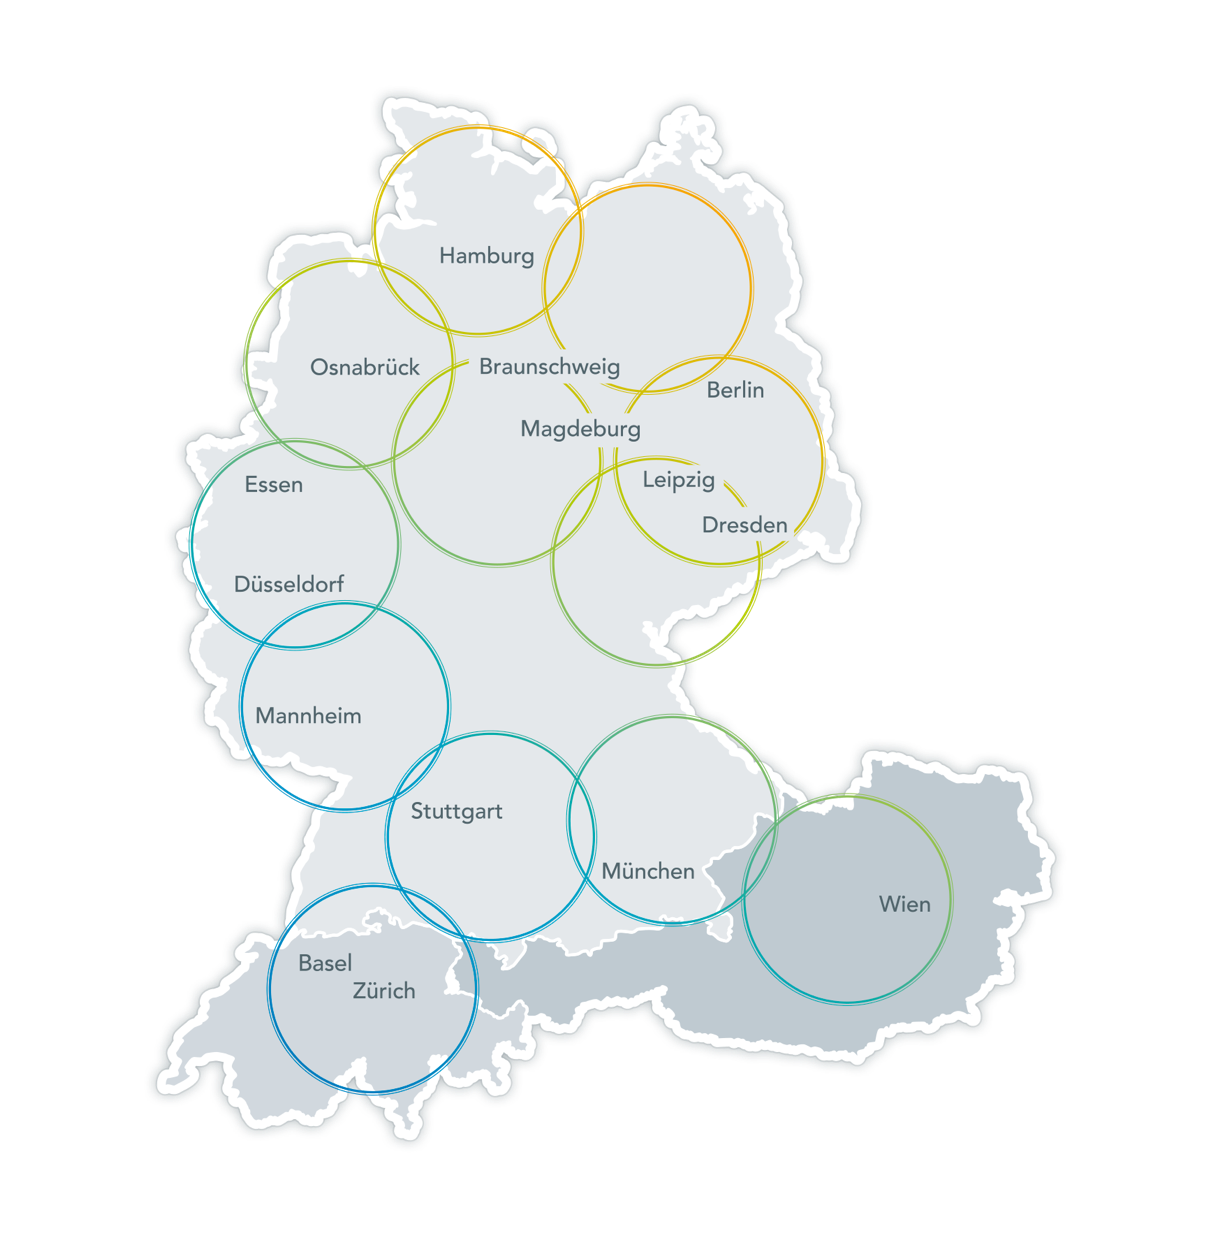 Hamburg
Osnabrück
Braunschweig
Berlin
Magdeburg
Leipzig
Essen
Dresden
Düsseldorf
Mannheim
Stuttgart
München
Wien
Basel
Zürich